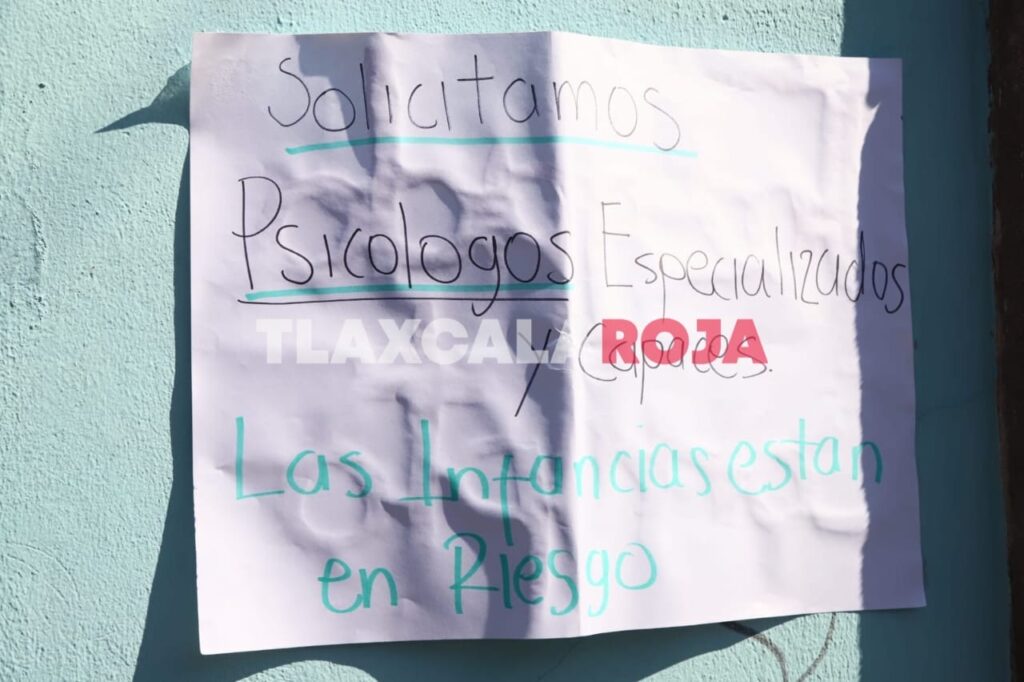 Solicitamos
Psicologos Especializados
TLAXCALA ROJA
y Capaces.
Las Infancias estan
en Riesgo